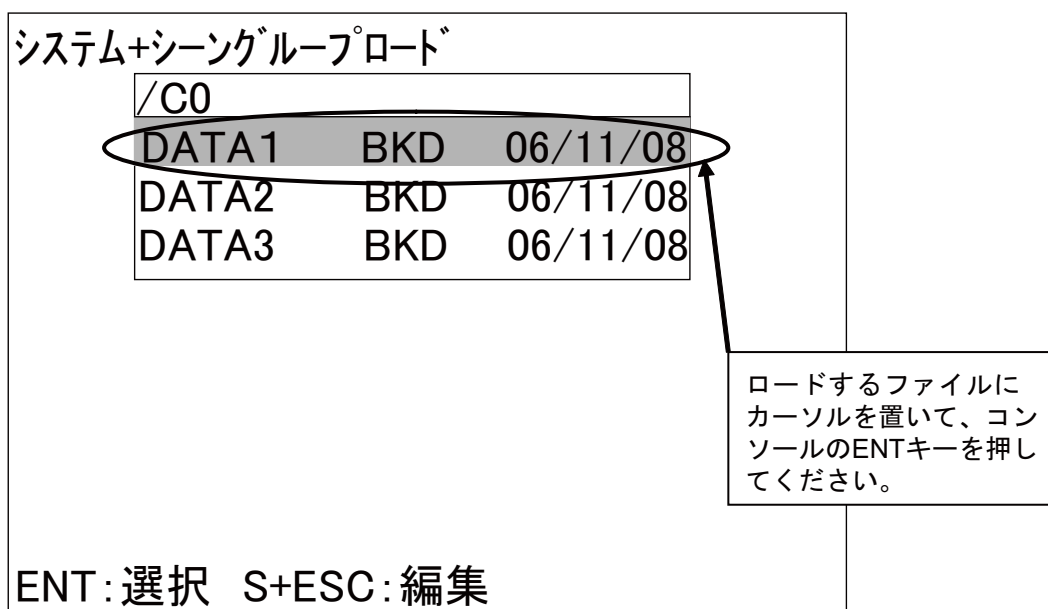 システム+シーングループロード
/C0
DATA1 BKD 06/11/08
DATA2 BKD 06/11/08
DATA3 BKD 06/11/08
ロードするファイルに
カーソルを置いて、コン
ソールのENTキーを押し
てください。
ENT:選択 S+ESC:編集